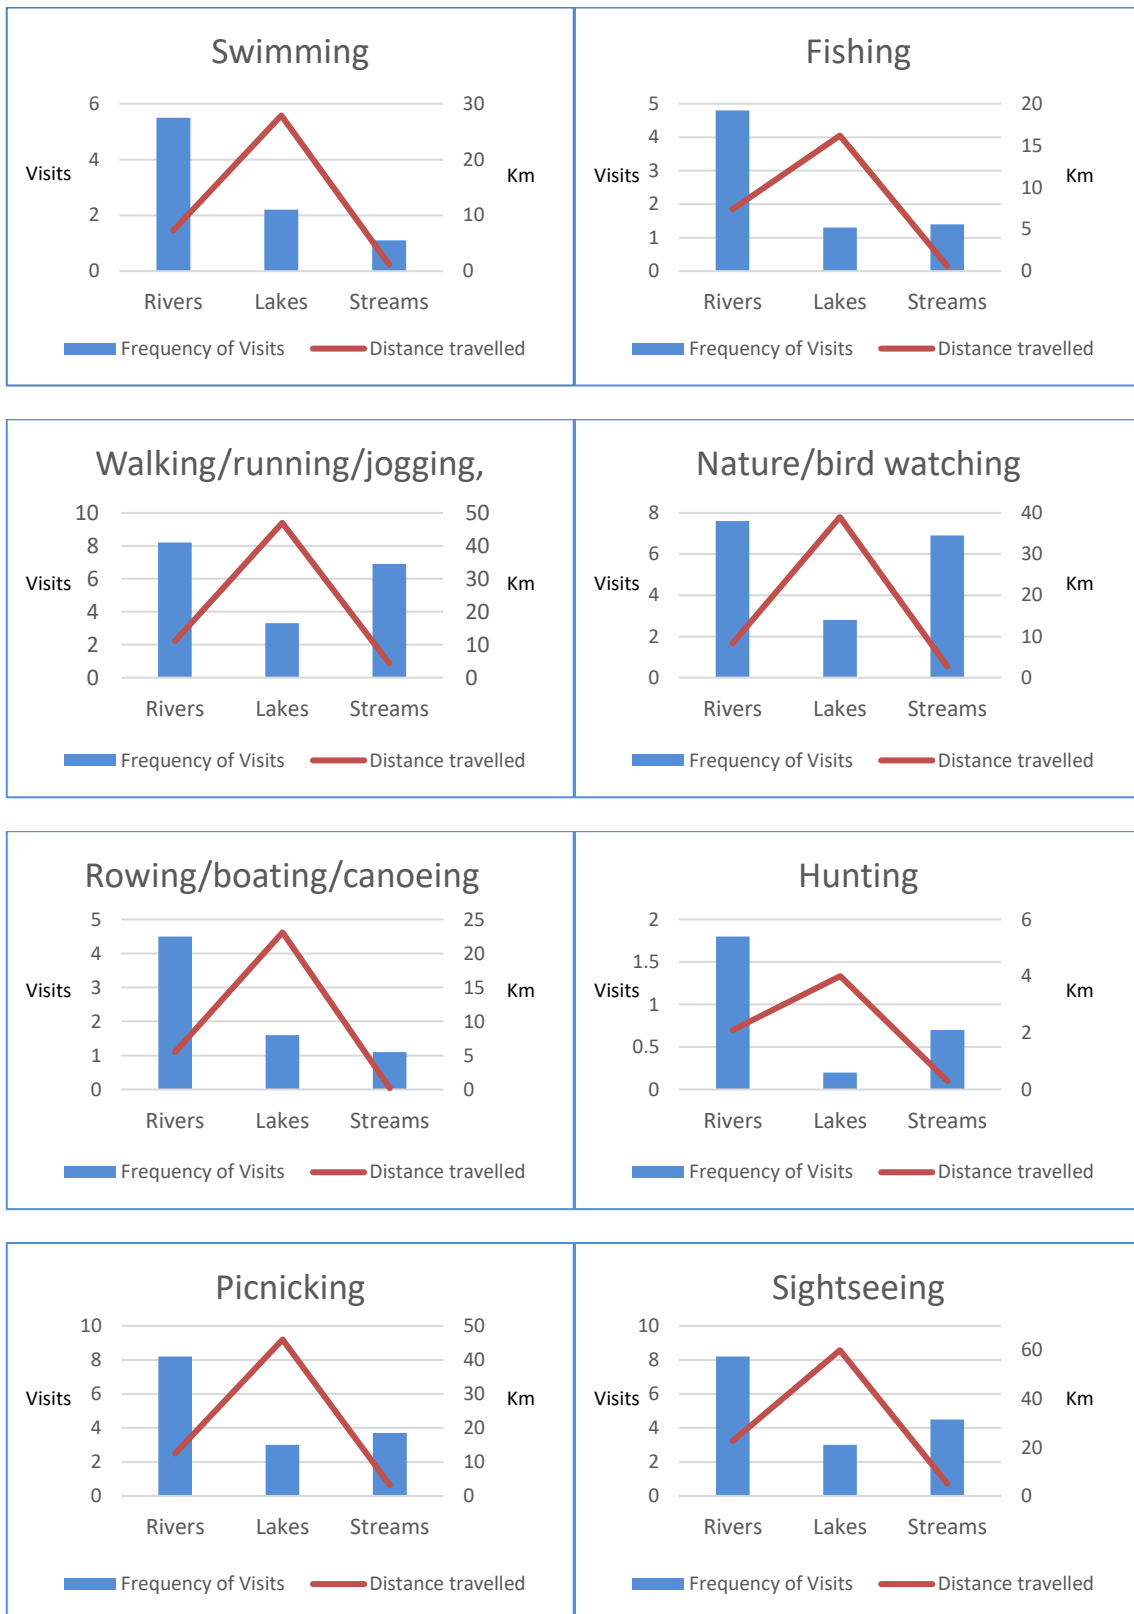 Swimming
6
4
2
0
Visits
30
20
10
0
Km
Rivers Lakes Streams
Frequency of Visits Distance travelled
Fishing
5
4
3
2
1
0
Visits
20
15
10
5
0
Km
Rivers Lakes Streams
Frequency of Visits Distance travelled
Walking/running/jogging,
10
8
6
4
2
0
Visits
50
40
30
20
10
0
Km
Rivers Lakes Streams
Frequency of Visits Distance travelled
Nature/bird watching
8
6
4
2
0
Visits
40
30
20
10
0
Km
Rivers Lakes Streams
Frequency of Visits Distance travelled
Rowing/boating/canoeing
5
4
3
2
1
0
Visits
25
20
15
10
5
0
Km
Rivers Lakes Streams
Frequency of Visits Distance travelled
Hunting
2
1.5
1
0.5
0
Visits
6
4
2
0
Km
Rivers Lakes Streams
Frequency of Visits Distance travelled
Picnicking
10
8
6
4
2
0
Visits
50
40
30
20
10
0
Km
Rivers Lakes Streams
Frequency of Visits Distance travelled
Sightseeing
10
8
6
4
2
0
Visits
60
40
20
0
Km
Rivers Lakes Streams
Frequency of Visits Distance travelled